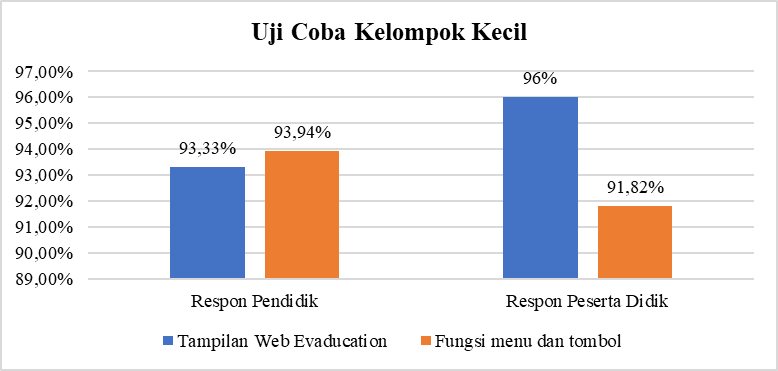 Uji Coba Kelompok Kecil
97,00%
96,00%
95,00%
94,00%
93,00%
92,00%
91,00%
90,00%
89,00%
93,33%
93,94%
96%
91,82%
Respon Pendidik
Respon Peserta Didik
Tampilan Web Evaducation
Fungsi menu dan tombol